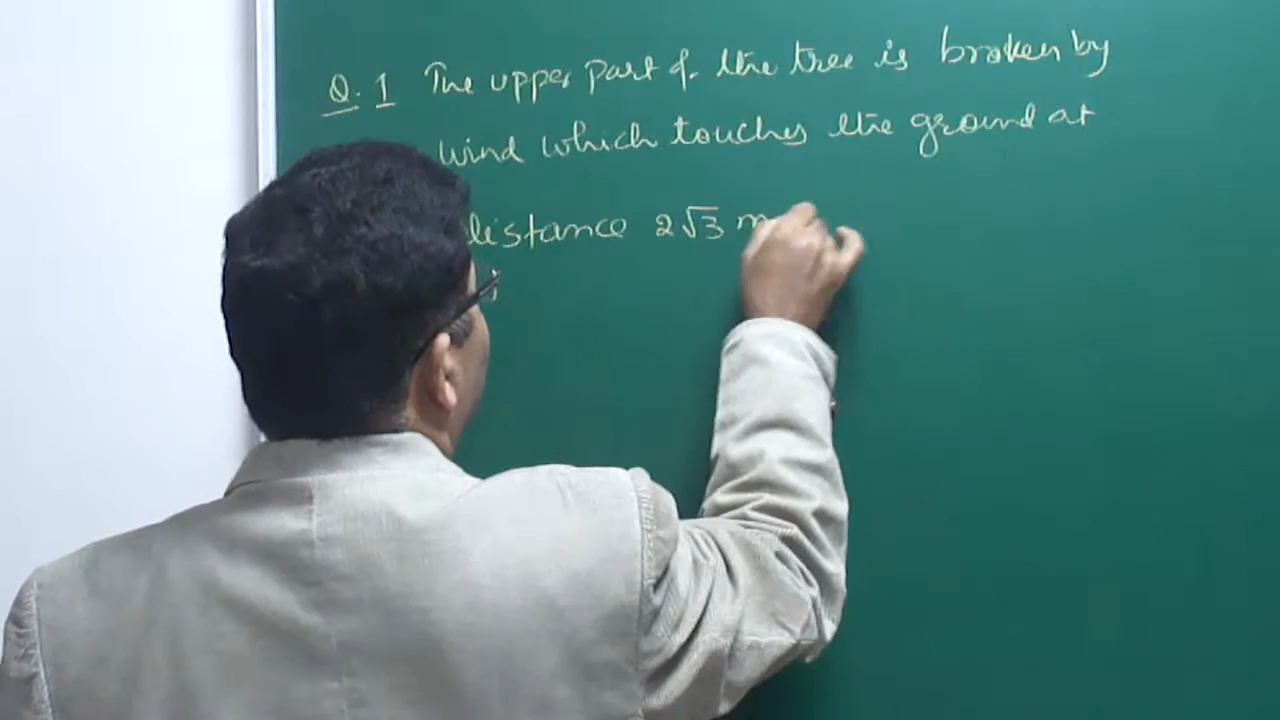 Q. 1 The upper part of the tree is broken by
wind which touches the ground at
distance 2√3 m